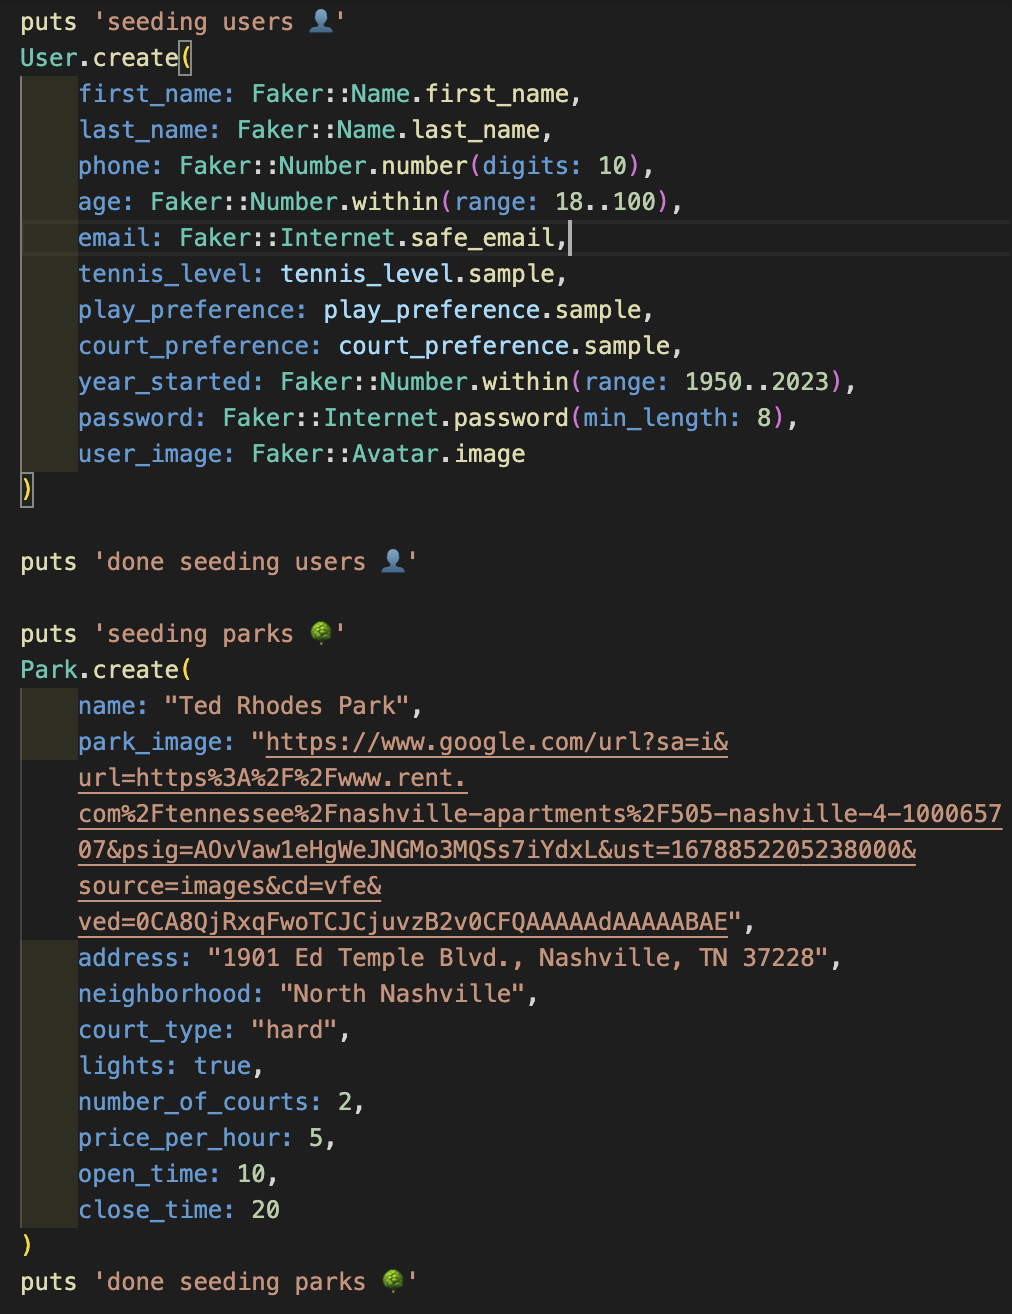 puts 'seeding users 👤'
User.create(
first_name: Faker::Name.first_name,
last_name: Faker::Name.last_name,
phone: Faker::Number.number(digits: 10),
age: Faker::Number.within(range: 18..100),
email: Faker::Internet.safe_email,
tennis_level: tennis_level.sample,
play_preference: play_preference.sample,
court_preference: court_preference.sample,
year_started: Faker::Number.within(range: 1950..2023),
password: Faker::Internet.password(min_length: 8),
user_image: Faker::Avatar.image
)
puts 'done seeding users 👤'
puts 'seeding parks 🌳'
Park.create(
name: "Ted Rhodes Park",
park_image: "https://www.google.com/url?sa=i&
url=https%3A%2F%2Fwww.rent.
com%2Ftennessee%2Fnashville-apartments%2F505-nashville-4-1000657
07&psig=AOvVaw1eHgWeJNGMo3MQSs7iYdxL&ust=1678852205238000&
source=images&cd=vfe&
ved=0CA8QjRxqFwoTCJCjuvzB2v0CFQAAAAAdAAAAABAE",
address: "1901 Ed Temple Blvd., Nashville, TN 37228",
neighborhood: "North Nashville",
court_type: "hard",
lights: true,
number_of_courts: 2,
price_per_hour: 5,
open_time: 10,
close_time: 20
)
puts 'done seeding parks 🌳'